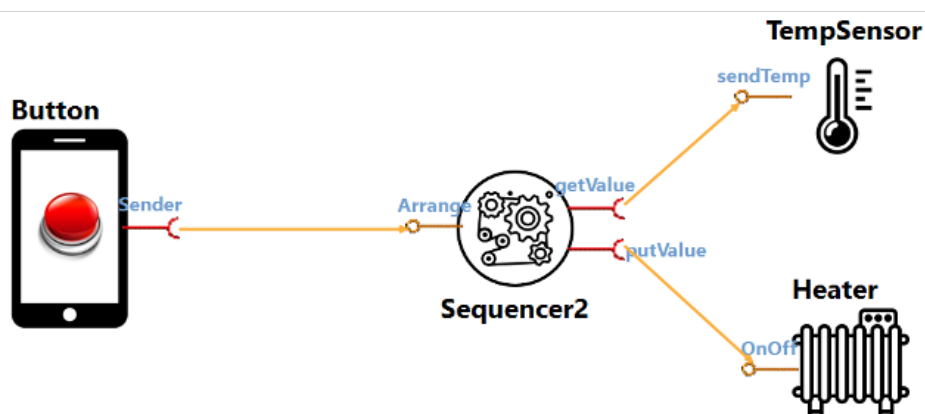 TempSensor
sendTemp
Button
Sender
Arrange
getValue
putValue
Sequencer2
Heater
OnOff